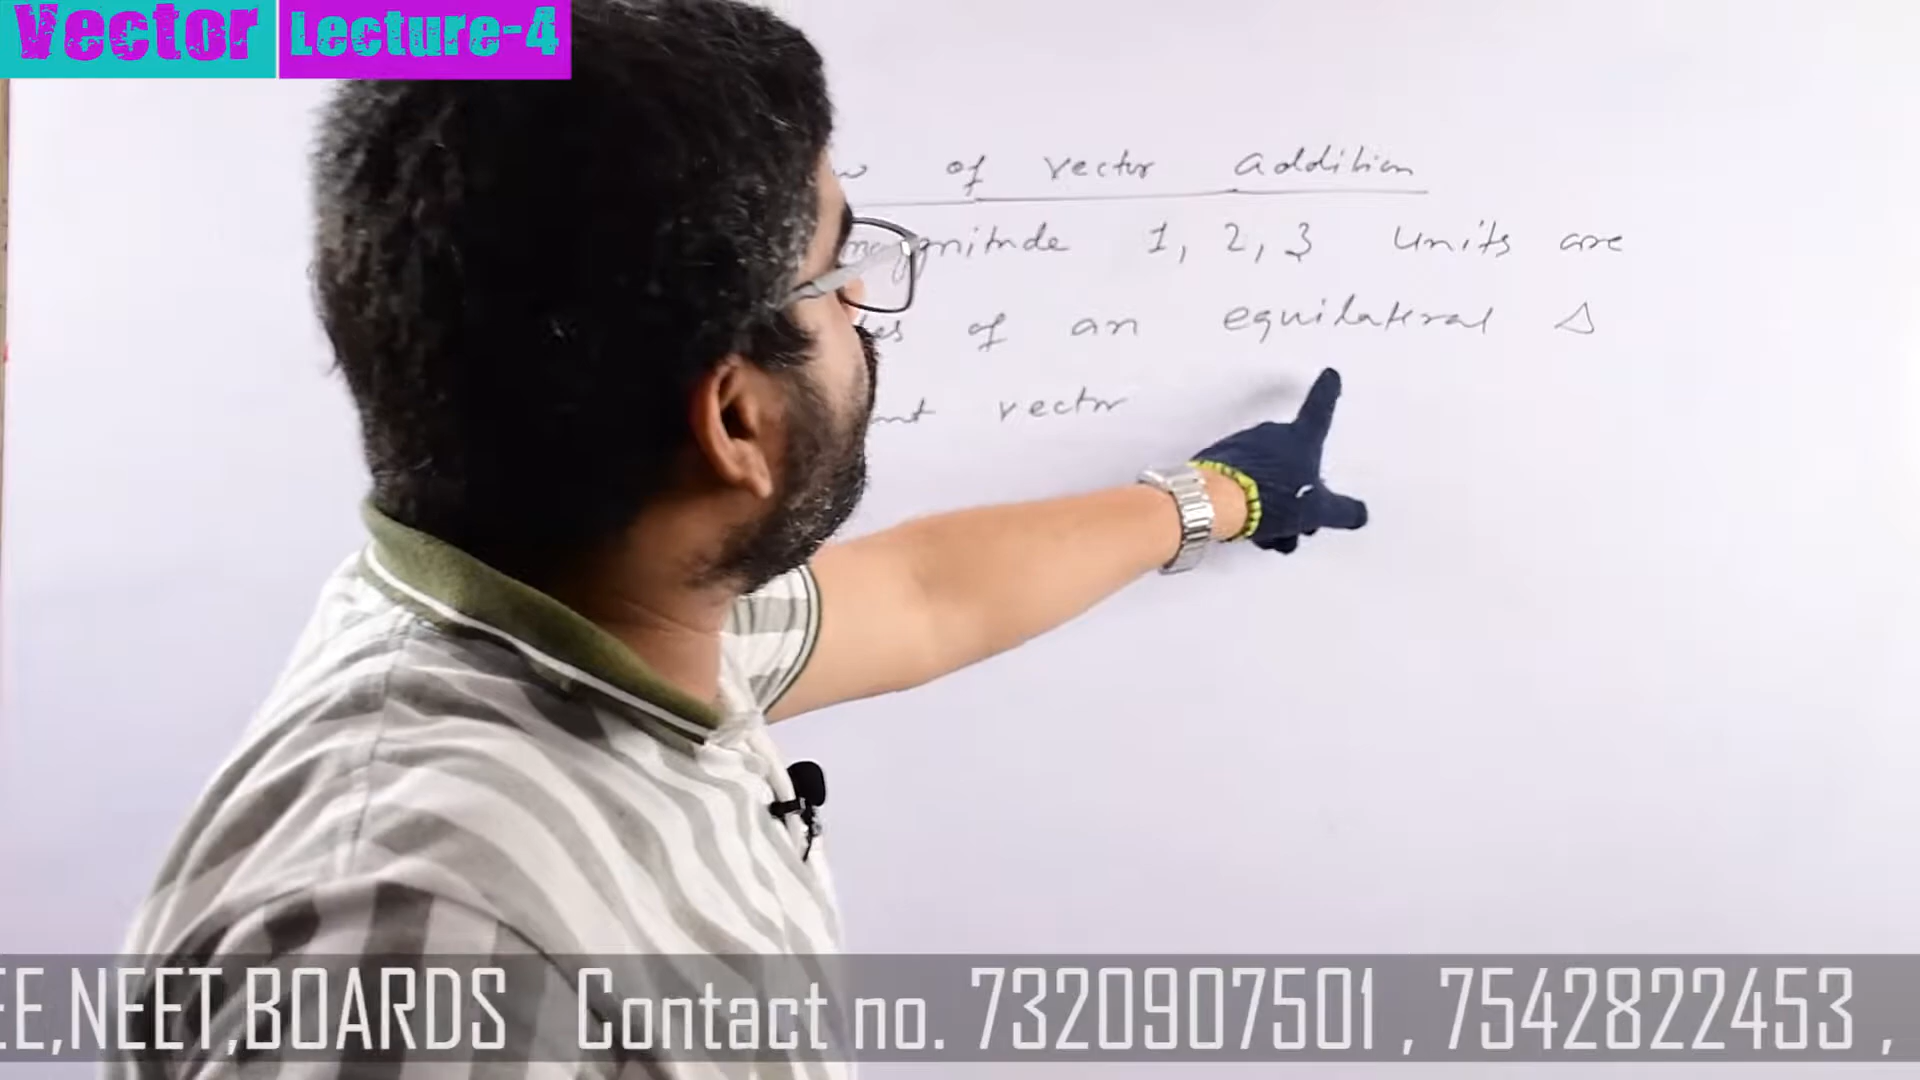 Vector Lecture-4
of vector addition
magnitude 1, 2, 3 units are
of an equilateral Δ
vector
EE,NEET,BOARDS Contact no. 7320907501 , 7542822453 ,